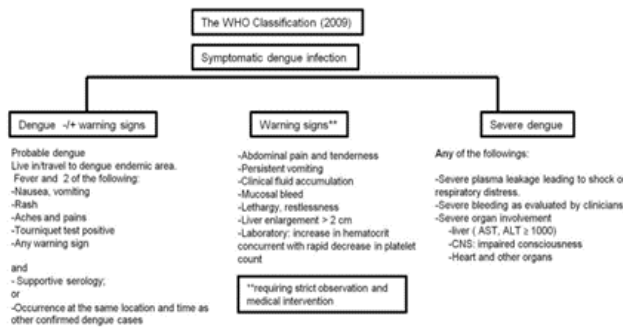 The WHO Classification (2009)
Symptomatic dengue infection
Dengue -/+ warning signs
Probable dengue
Live in/travel to dengue endemic area.
Fever and 2 of the following:
-Nausea, vomiting
-Rash
-Aches and pains
-Tourniquet test positive
-Any warning sign
and
- Supportive serology;
or
-Occurrence at the same location and time as
other confirmed dengue cases
Warning signs**
-Abdominal pain and tenderness
-Persistent vomiting
-Clinical fluid accumulation
-Mucosal bleed
-Lethargy, restlessness
-Liver enlargement > 2 cm
-Laboratory: increase in hematocrit
concurrent with rapid decrease in platelet
count
**requiring strict observation and
medical intervention
Severe dengue
Any of the followings:
-Severe plasma leakage leading to shock or
respiratory distress.
-Severe bleeding as evaluated by clinicians
-Severe organ involvement
-liver ( AST, ALT ≥ 1000)
-CNS: impaired consciousness
-Heart and other organs